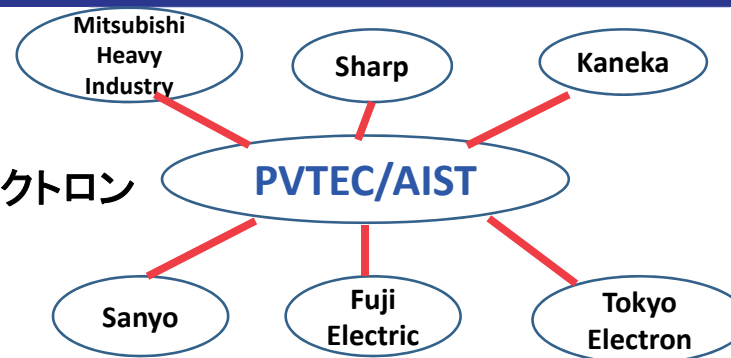 Mitsubishi
Heavy
Industry
Sharp
Kaneka
クトロン
PVTEC/AIST
Sanyo
Fuji
Electric
Tokyo
Electron